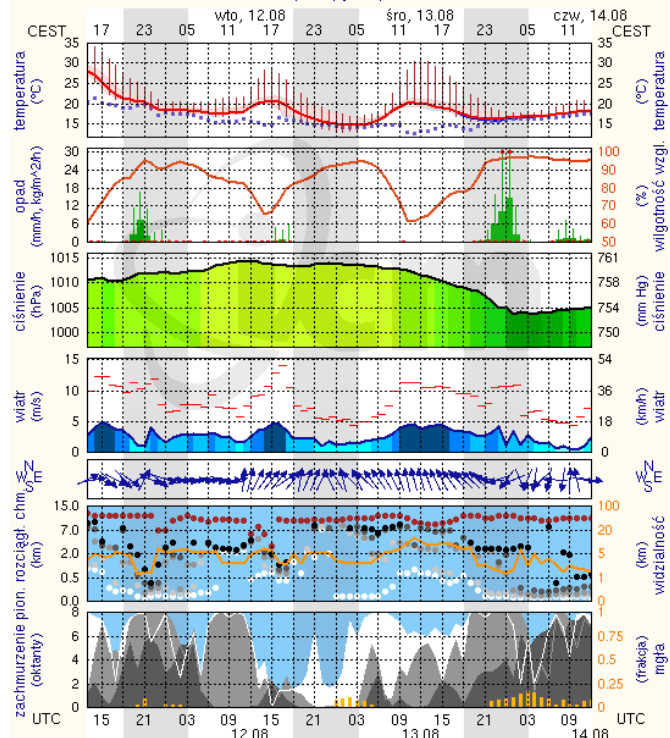 wto, 12.08 śro, 13.08 czw, 14.08
CEST 17 23 05 11 17 23 05 11 17 23 05 11 CEST
temperatura
(°C)
35
30
25
20
15
35
30
25
20
15
temperatura
(°C)
opad
(mm/h, kg/m^2/h)
30
24
18
12
6
0
100
90
80
70
60
50
wilgotność wzgl.
(%)
ciśnienie
(hPa)
1015
1010
1005
1000
761
758
754
750
ciśnienie
(mm Hg)
wiatr
(m/s)
15
10
5
0
54
36
18
0
wiatr
(km/h)
N
W E
S
N
W E
S
zachmurzenie pion. rozciągł. chm.
(km)
15.0
7.0
2.0
0.5
0.0
100
20
5
1
0
widzialność
(km)
(oktanty)
8
6
4
2
0
1
0.75
0.5
0.25
0
mgła
(frakcja)
UTC 15 21 03 09 15 21 03 09 15 21 03 09 UTC
12.08 13.08 14.08